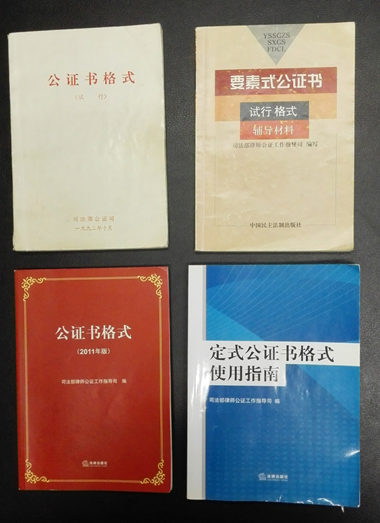 公证书格式
（试 行）
司法部公证司
一九九二年十月
YSSGZS
SXGS
FDCL
要素式公证书
试行 格式
辅导材料
司法部律师公证工作指导司 编写
中国民主法制出版社
公证书格式
（2011年版）
司法部律师公证工作指导司 编
法律出版社
定式公证书格式
使用指南
司法部律师公证工作指导司 编
法律出版社